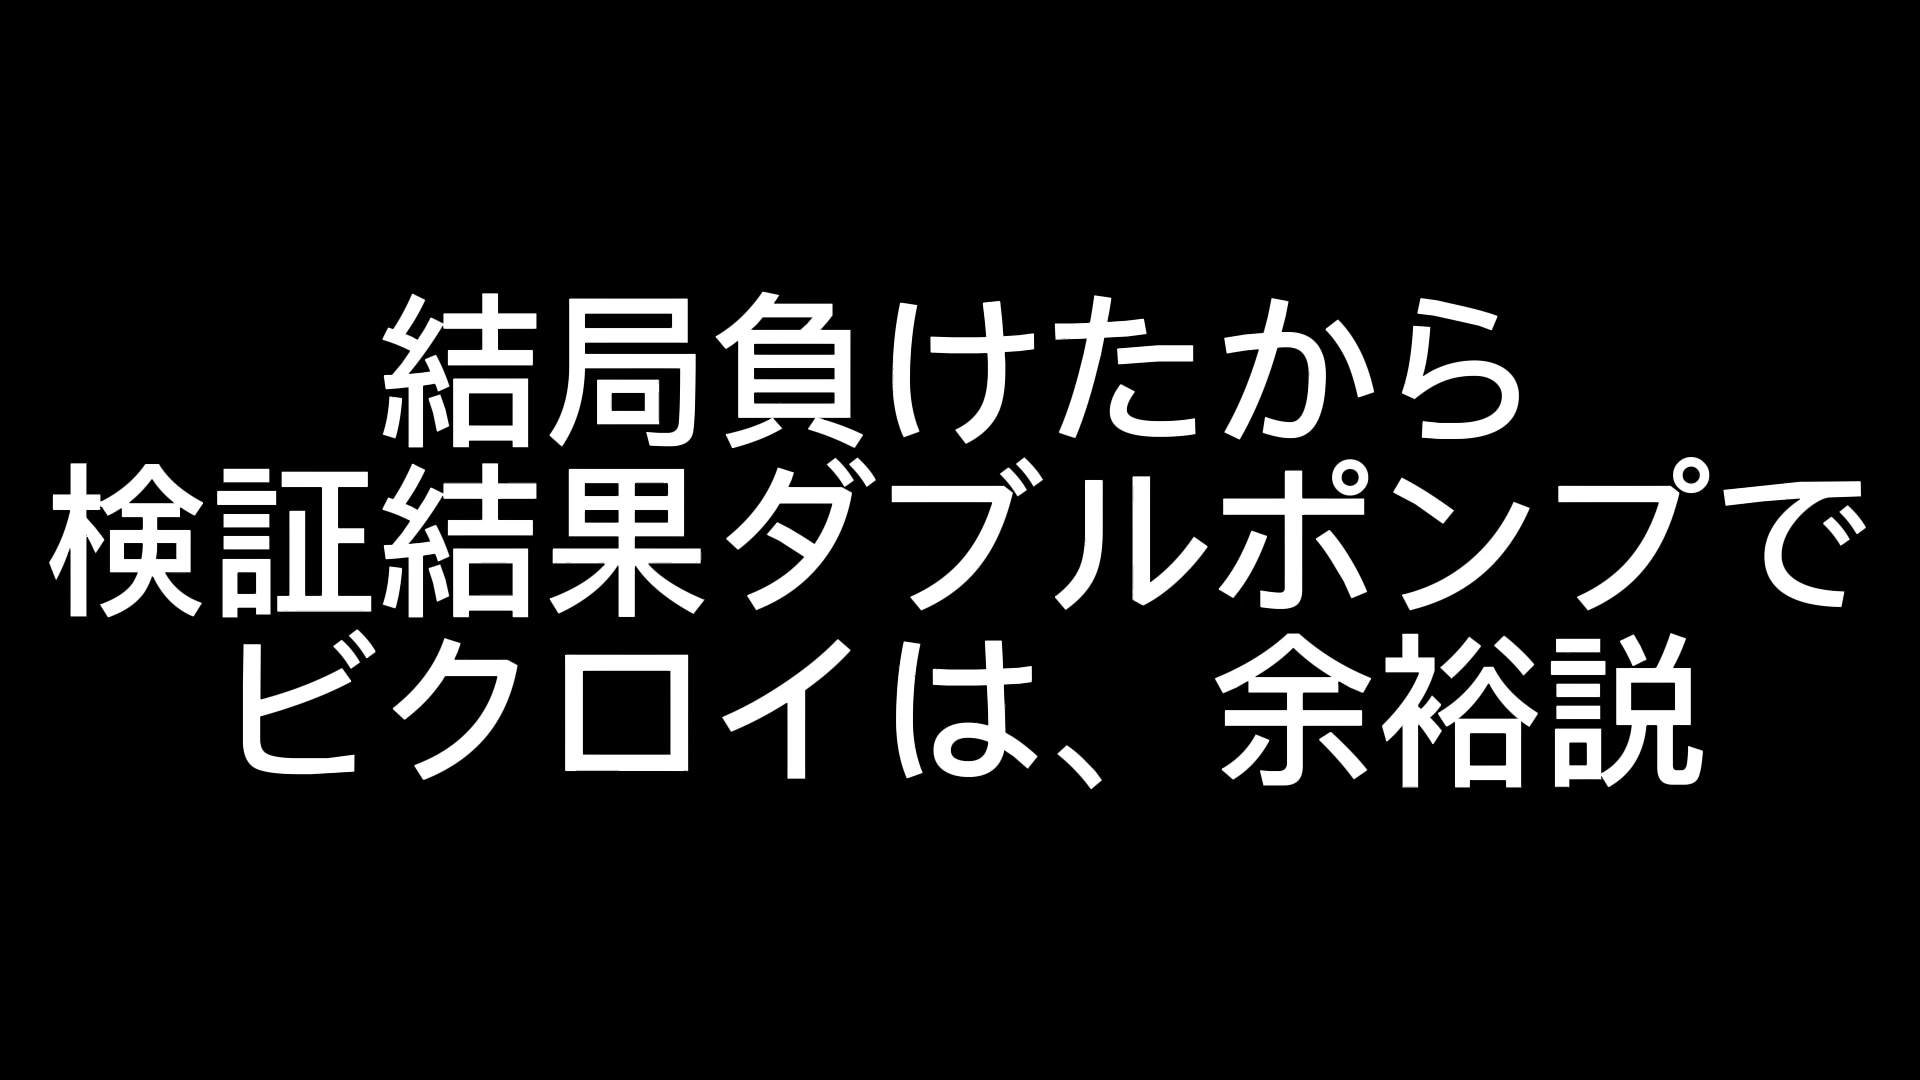 結局負けたから
検証結果ダブルポンプで
ビクロイは、余裕説